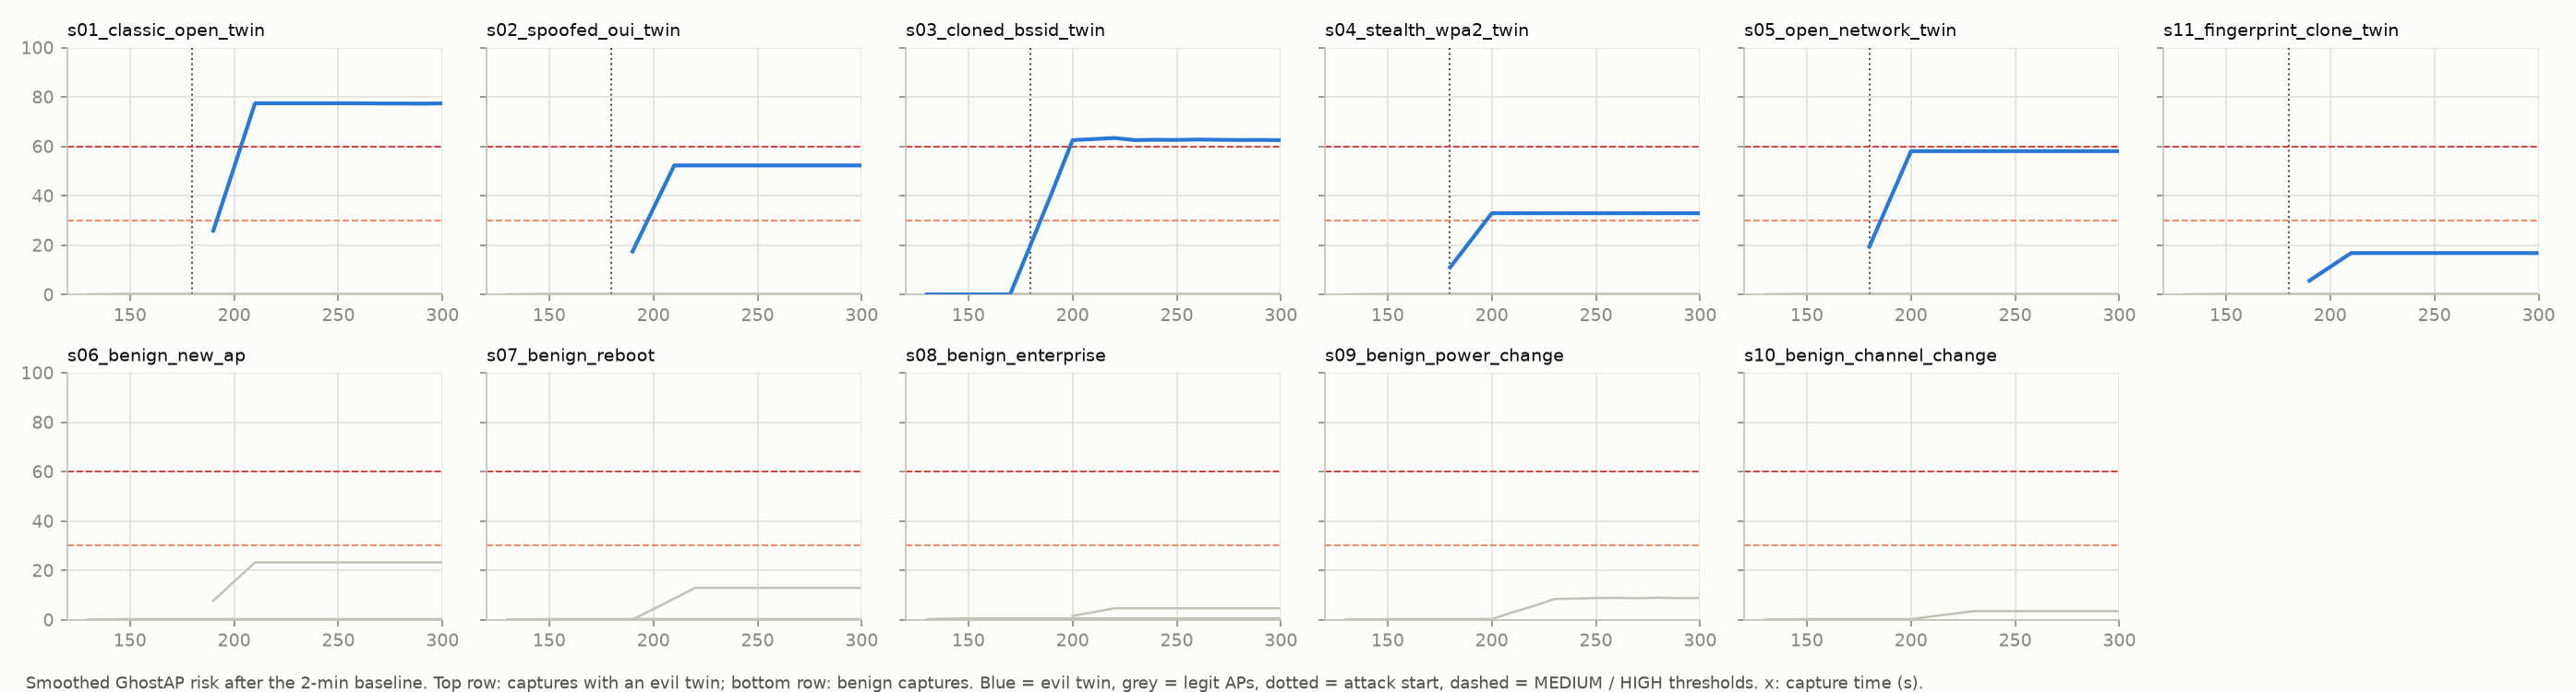 s01_classic_open_twin
s02_spoofed_oui_twin
s03_cloned_bssid_twin
s04_stealth_wpa2_twin
s05_open_network_twin
s11_fingerprint_clone_twin
100
80
60
40
20
0
150 200 250 300
150 200 250 300
150 200 250 300
150 200 250 300
150 200 250 300
150 200 250 300
s06_benign_new_ap
s07_benign_reboot
s08_benign_enterprise
s09_benign_power_change
s10_benign_channel_change
100
80
60
40
20
0
150 200 250 300
150 200 250 300
150 200 250 300
150 200 250 300
150 200 250 300
Smoothed GhostAP risk after the 2-min baseline. Top row: captures with an evil twin; bottom row: benign captures. Blue = evil twin, grey = legit APs, dotted = attack start, dashed = MEDIUM / HIGH thresholds. x: capture time (s).